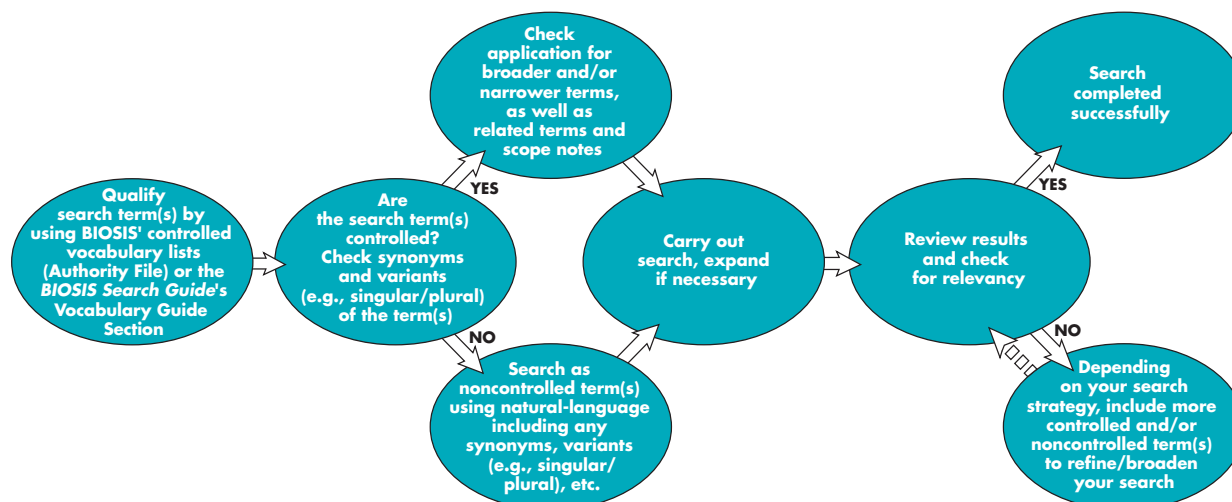 Qualify
search term(s) by
using BIOSIS' controlled
vocabulary lists
(Authority File) or the
BIOSIS Search Guide's
Vocabulary Guide
Section
Are
the search term(s)
controlled?
Check synonyms
and variants
(e.g., singular/plural)
of the term(s)
YES
Check
application for
broader and/or
narrower terms,
as well as
related terms and
scope notes
NO
Search as
noncontrolled term(s)
using natural-language
including any
synonyms, variants
(e.g., singular/
plural), etc.
Carry out
search, expand
if necessary
Review results
and check
for relevancy
YES
Search
completed
successfully
NO
Depending
on your search
strategy, include more
controlled and/or
noncontrolled term(s)
to refine/broaden
your search